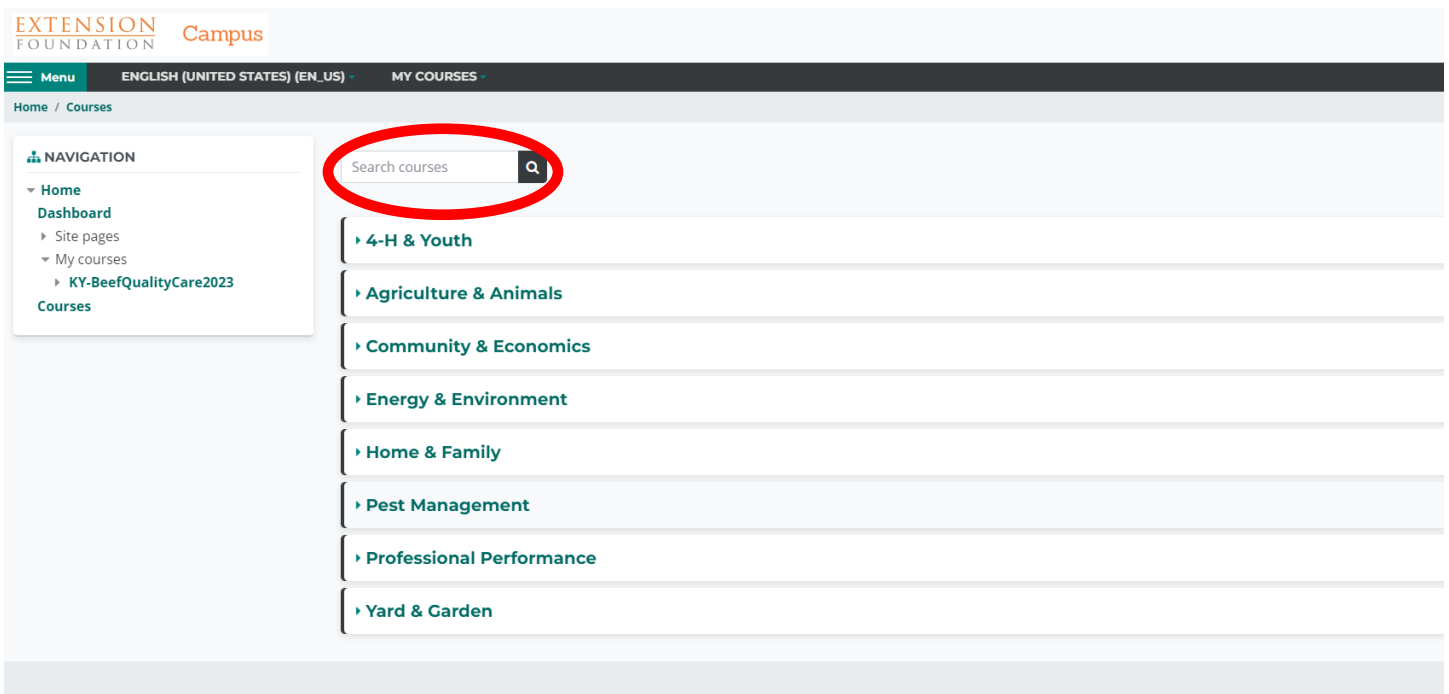 EXTENSION
FOUNDATION
Campus
Menu ENGLISH (UNITED STATES) (EN_US) MY COURSES
Home / Courses
NAVIGATION
Home
Dashboard
Site pages
My courses
KY-BeefQualityCare2023
Courses
Search courses
4-H & Youth
Agriculture & Animals
Community & Economics
Energy & Environment
Home & Family
Pest Management
Professional Performance
Yard & Garden